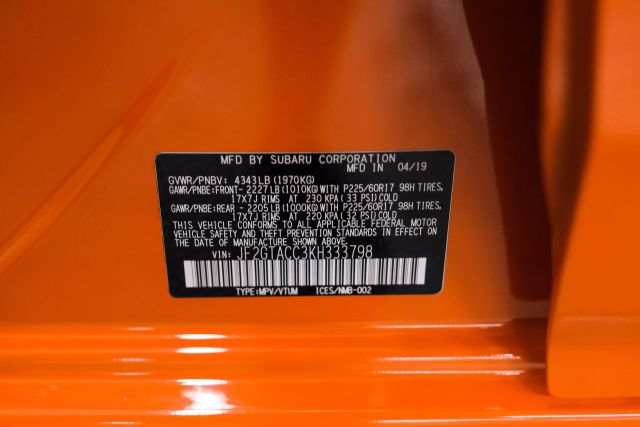 MFD BY SUBARU CORPORATION
MFD IN 04/19
GVWR/PNBV: 4343LB (1970KG)
GAWR/PNBE:FRONT- 2227LB(1010KG)WITH P225/60R17 98H TIRES,
17X7J RIMS AT 230 KPA (33 PSI)COLD
GAWR/PNBE:REAR -2205LB(1000KG)WITH P225/60R17 98H TIRES,
17X7J RIMS AT 220 KPA (32 PSI)COLD
THIS VEHICLE CONFORMS TO ALL APPLICABLE FEDERAL MOTOR
VEHICLE SAFETY AND THEFT PREVENTION STANDARDS IN EFFECT
ON THE DATE OF MANUFACTURE SHOWN ABOVE.
VIN: JF2GTACC3KH333798
TYPE:MPV/VTUM ICES/NMB-002